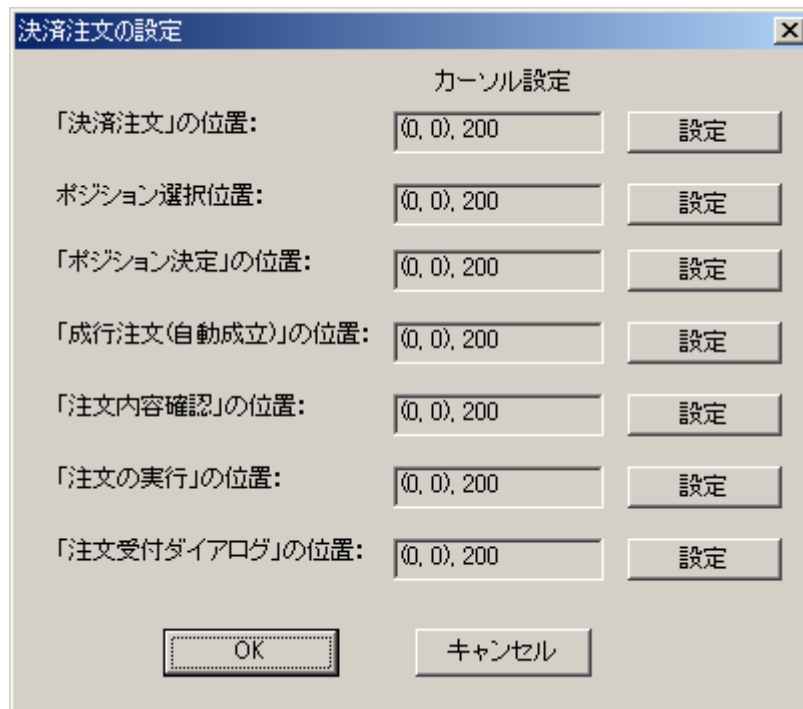 決済注文の設定
カーソル設定
「決済注文」の位置: (0, 0), 200 設定
ポジション選択位置: (0, 0), 200 設定
「ポジション決定」の位置: (0, 0), 200 設定
「成行注文(自動成立)」の位置: (0, 0), 200 設定
「注文内容確認」の位置: (0, 0), 200 設定
「注文の実行」の位置: (0, 0), 200 設定
「注文受付ダイアログ」の位置: (0, 0), 200 設定
OK キャンセル